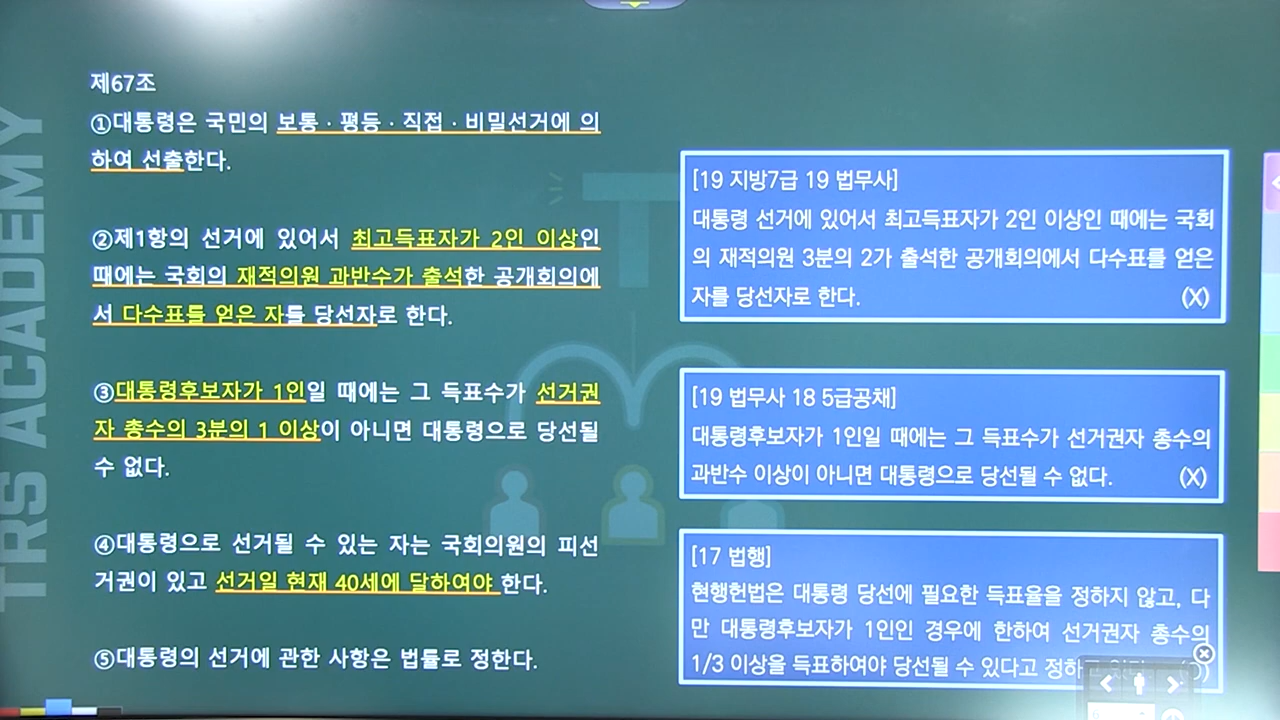 제67조
①대통령은 국민의 보통 · 평등 · 직접 · 비밀선거에 의
하여 선출한다.
②제1항의 선거에 있어서 최고득표자가 2인 이상인
때에는 국회의 재적의원 과반수가 출석한 공개회의에
서 다수표를 얻은 자를 당선자로 한다.
③대통령후보자가 1인일 때에는 그 득표수가 선거권
자 총수의 3분의 1 이상이 아니면 대통령으로 당선될
수 없다.
④대통령으로 선거될 수 있는 자는 국회의원의 피선
거권이 있고 선거일 현재 40세에 달하여야 한다.
⑤대통령의 선거에 관한 사항은 법률로 정한다.
[19 지방7급 19 법무사]
대통령 선거에 있어서 최고득표자가 2인 이상인 때에는 국회
의 재적의원 3분의 2가 출석한 공개회의에서 다수표를 얻은
자를 당선자로 한다. (X)
[19 법무사 18 5급공채]
대통령후보자가 1인일 때에는 그 득표수가 선거권자 총수의
과반수 이상이 아니면 대통령으로 당선될 수 없다. (X)
[17 법행]
현행헌법은 대통령 당선에 필요한 득표율을 정하지 않고, 다
만 대통령후보자가 1인인 경우에 한하여 선거권자 총수의
1/3 이상을 득표하여야 당선될 수 있다고 정하고 있다. (O)
TRS ACADEMY